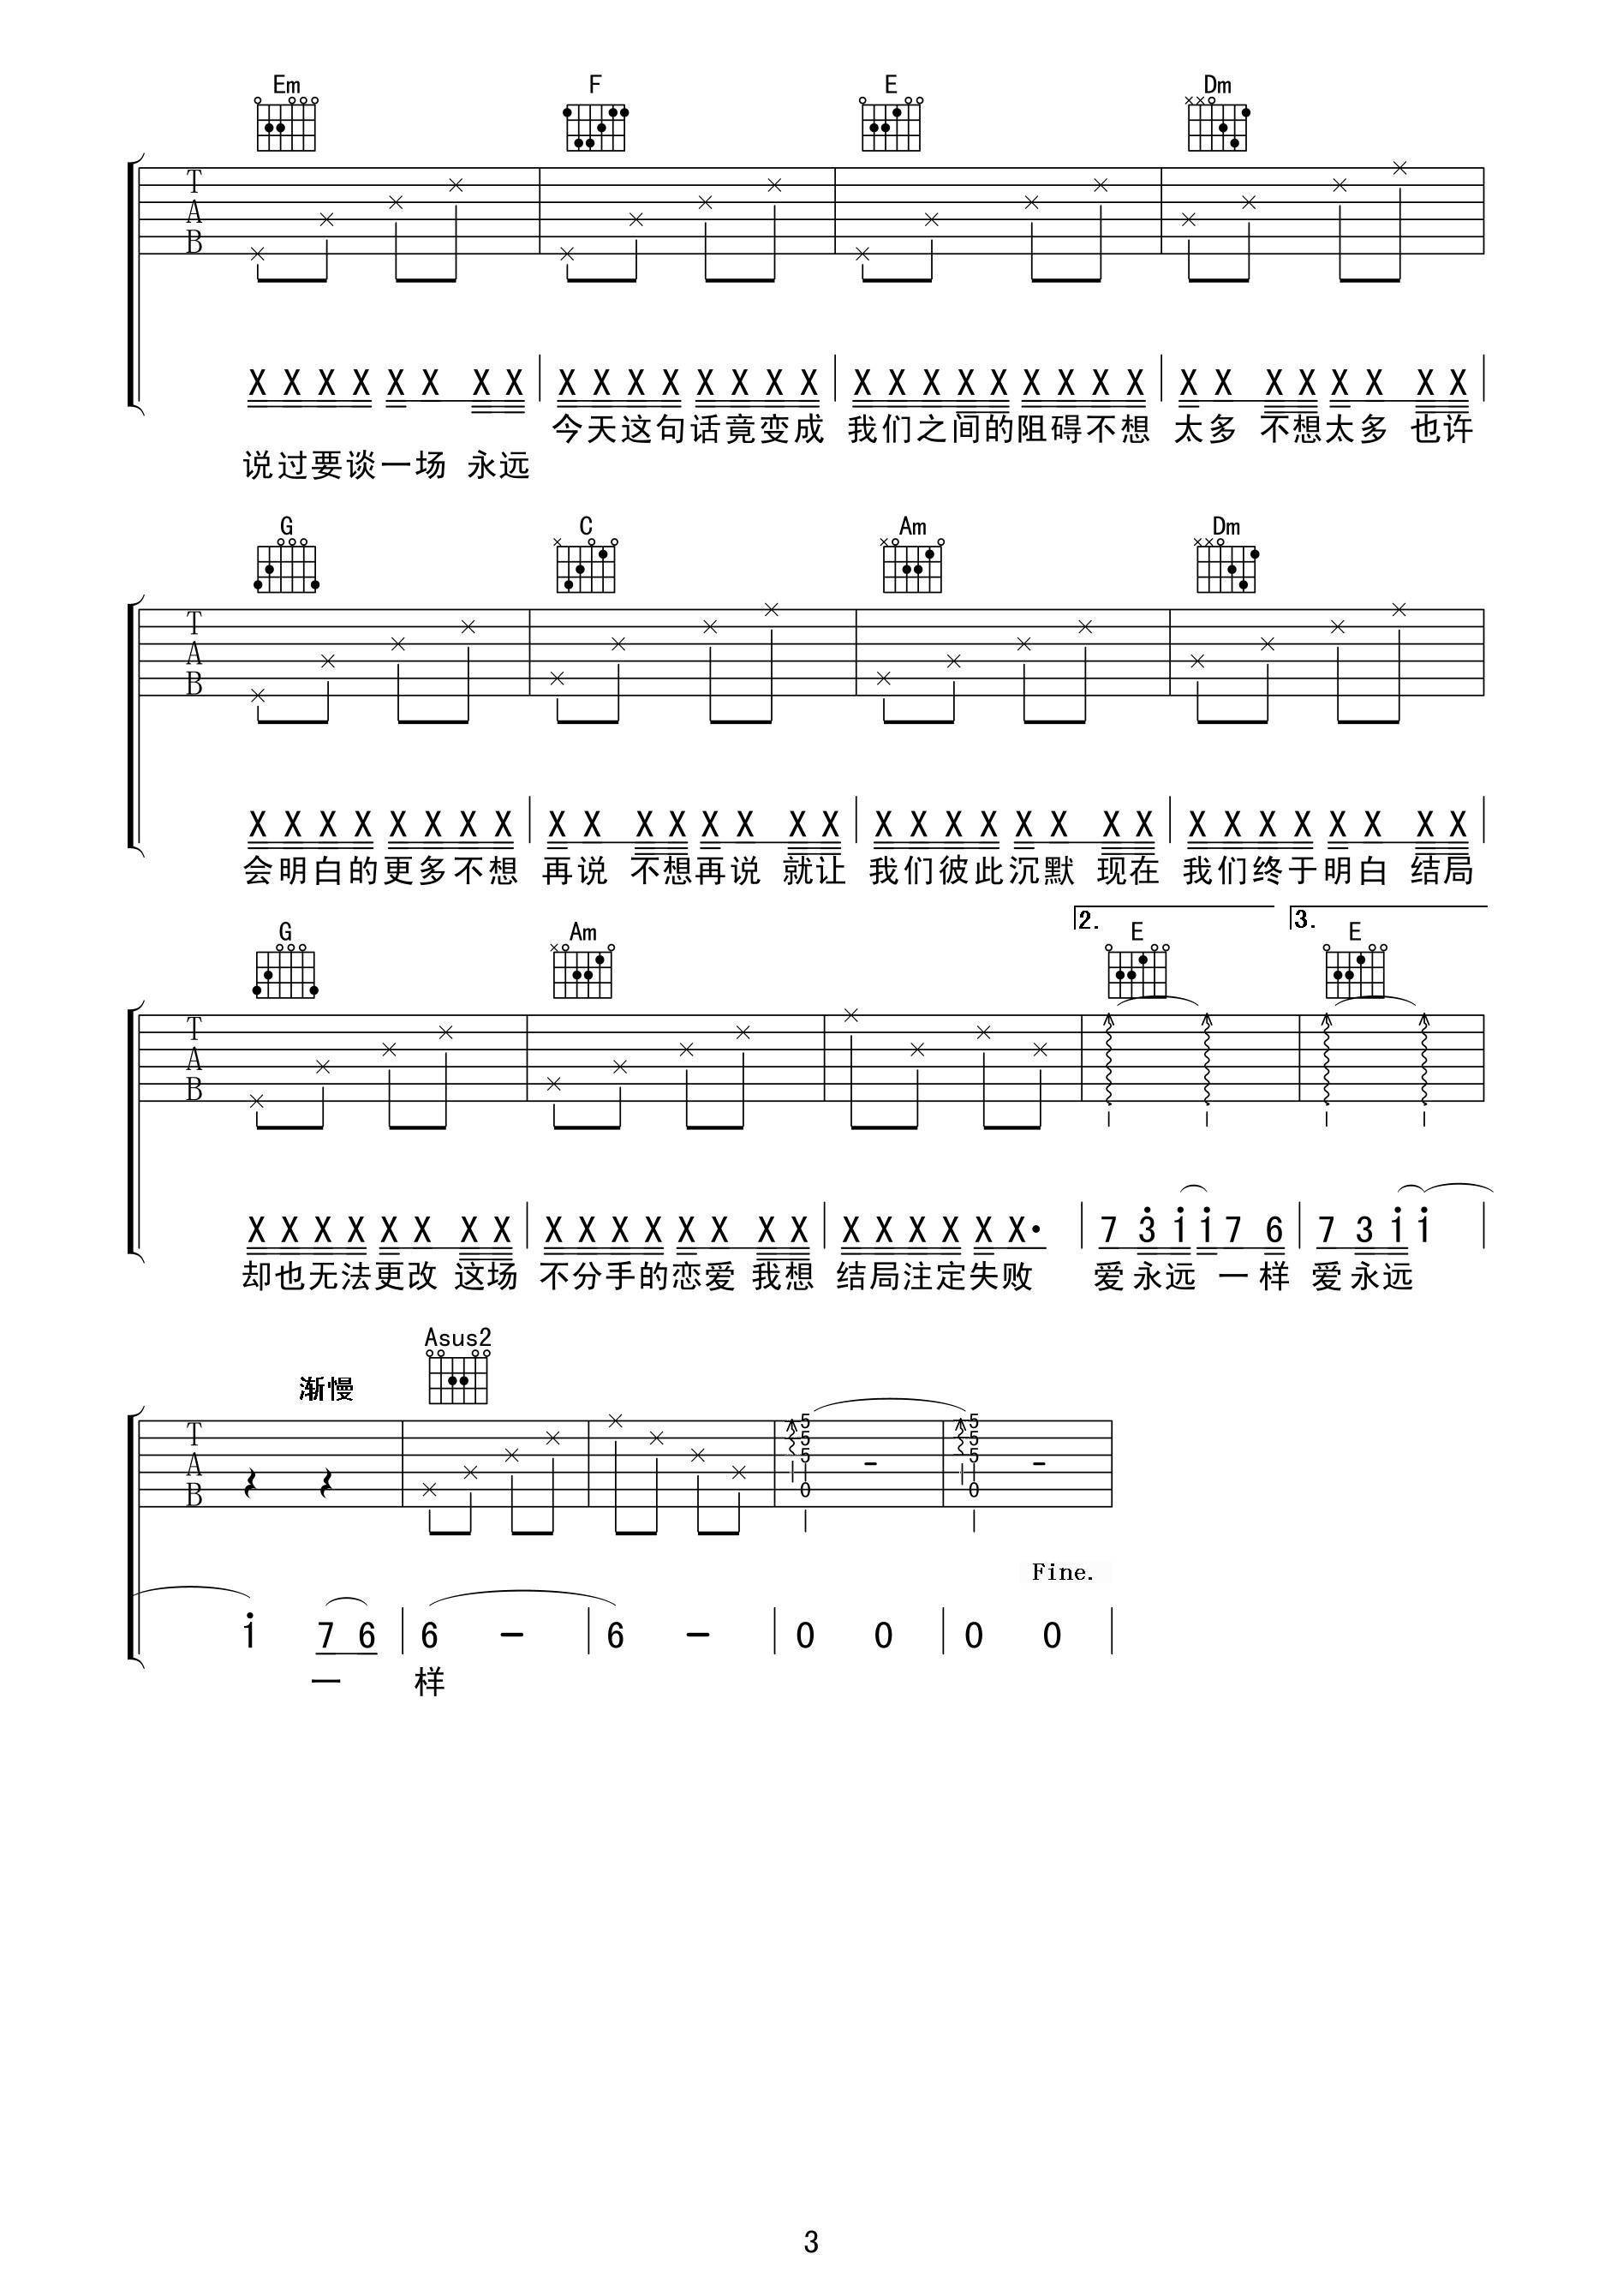 Em F E Dm
T
A
B
X X X X X X X X X X X X X X X X X X X X X X X X X X X X X X X X X
今天这句话竟变成 我们之间的阻碍不想 太多 不想太多 也许
说过要谈一场 永远
G C Am Dm
T
A
B
X X X X X X X X X X X X X X X X X X X X X X X X X X X X X X X X
会明白的更多不想 再说 不想再说 就让 我们彼此沉默 现在 我们终于明白 结局
2. 3.
G Am E E
T
A
B
X X X X X X X X X X X X X X X X X X X X X X· 7 3 1 1 7 6 7 3 1 1
却也无法更改 这场 不分手的恋爱 我想 结局注定失败 爱永远 一样 爱永远
Asus2
渐慢
T
A
B
5 5
5 5
5 5
0 0
Fine.
1 7 6 6 - 6 - 0 0 0 0
一 样
3